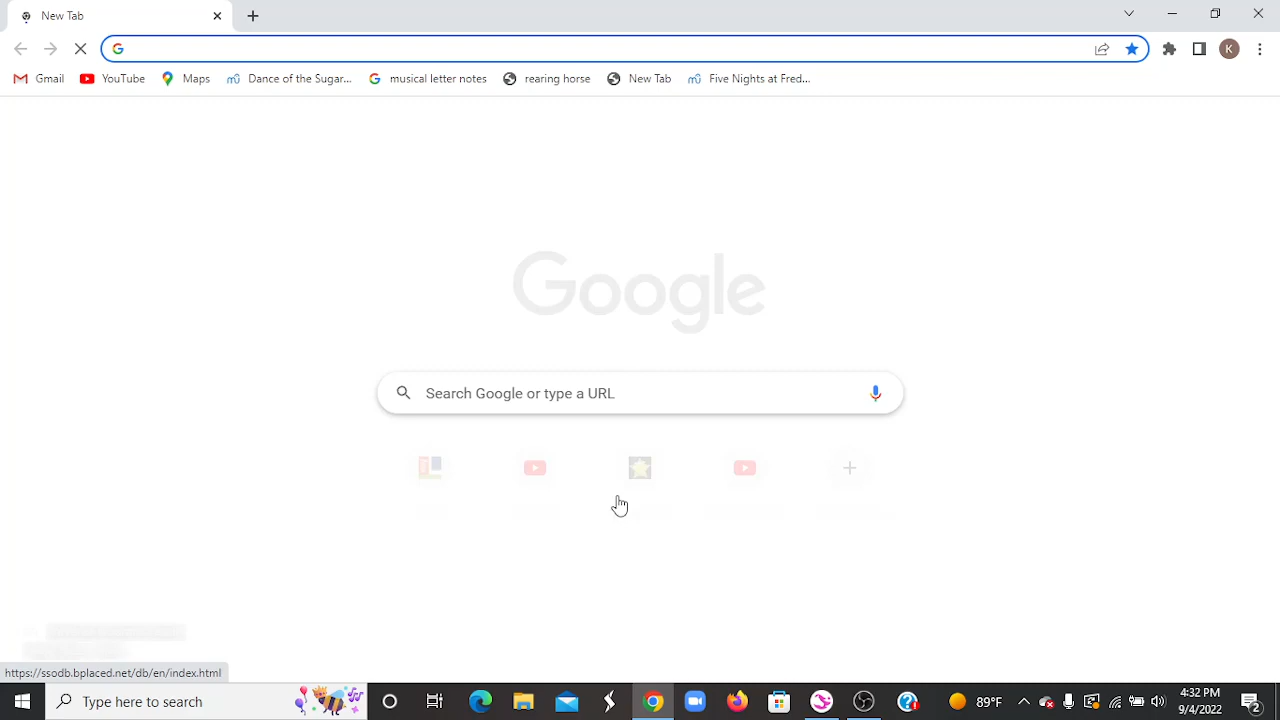 New Tab
Gmail YouTube Maps Dance of the Sugar... musical letter notes rearing horse New Tab Five Nights at Fred...
K
Google
Search Google or type a URL
https://ssodb.bplaced.net/db/en/index.html
Type here to search
89°F
4:32 PM
9/4/2022
2